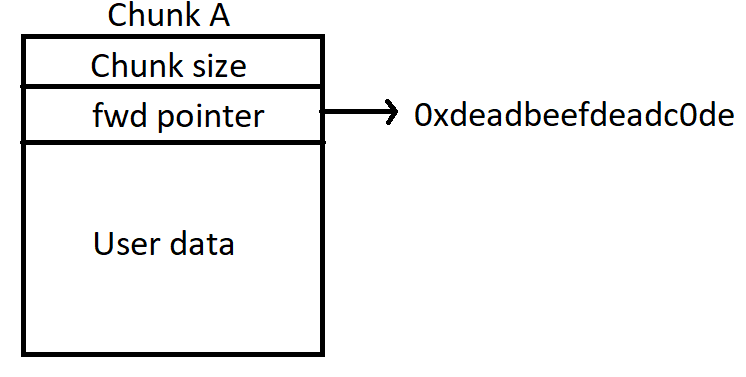 Chunk A
Chunk size
fwd pointer
0xdeadbeefdeadc0de
User data